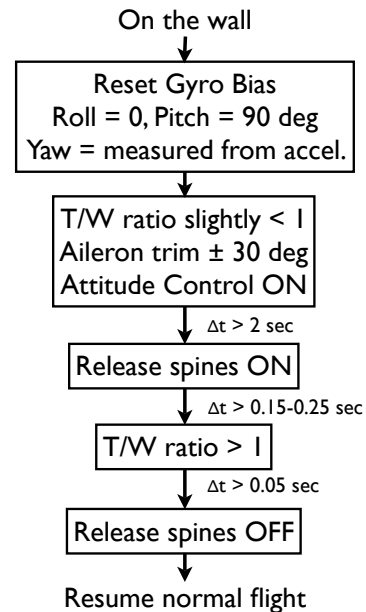 On the wall
Reset Gyro Bias
Roll = 0, Pitch = 90 deg
Yaw = measured from accel.
T/W ratio slightly < 1
Aileron trim ± 30 deg
Attitude Control ON
Δt > 2 sec
Release spines ON
Δt > 0.15-0.25 sec
T/W ratio > 1
Δt > 0.05 sec
Release spines OFF
Resume normal flight